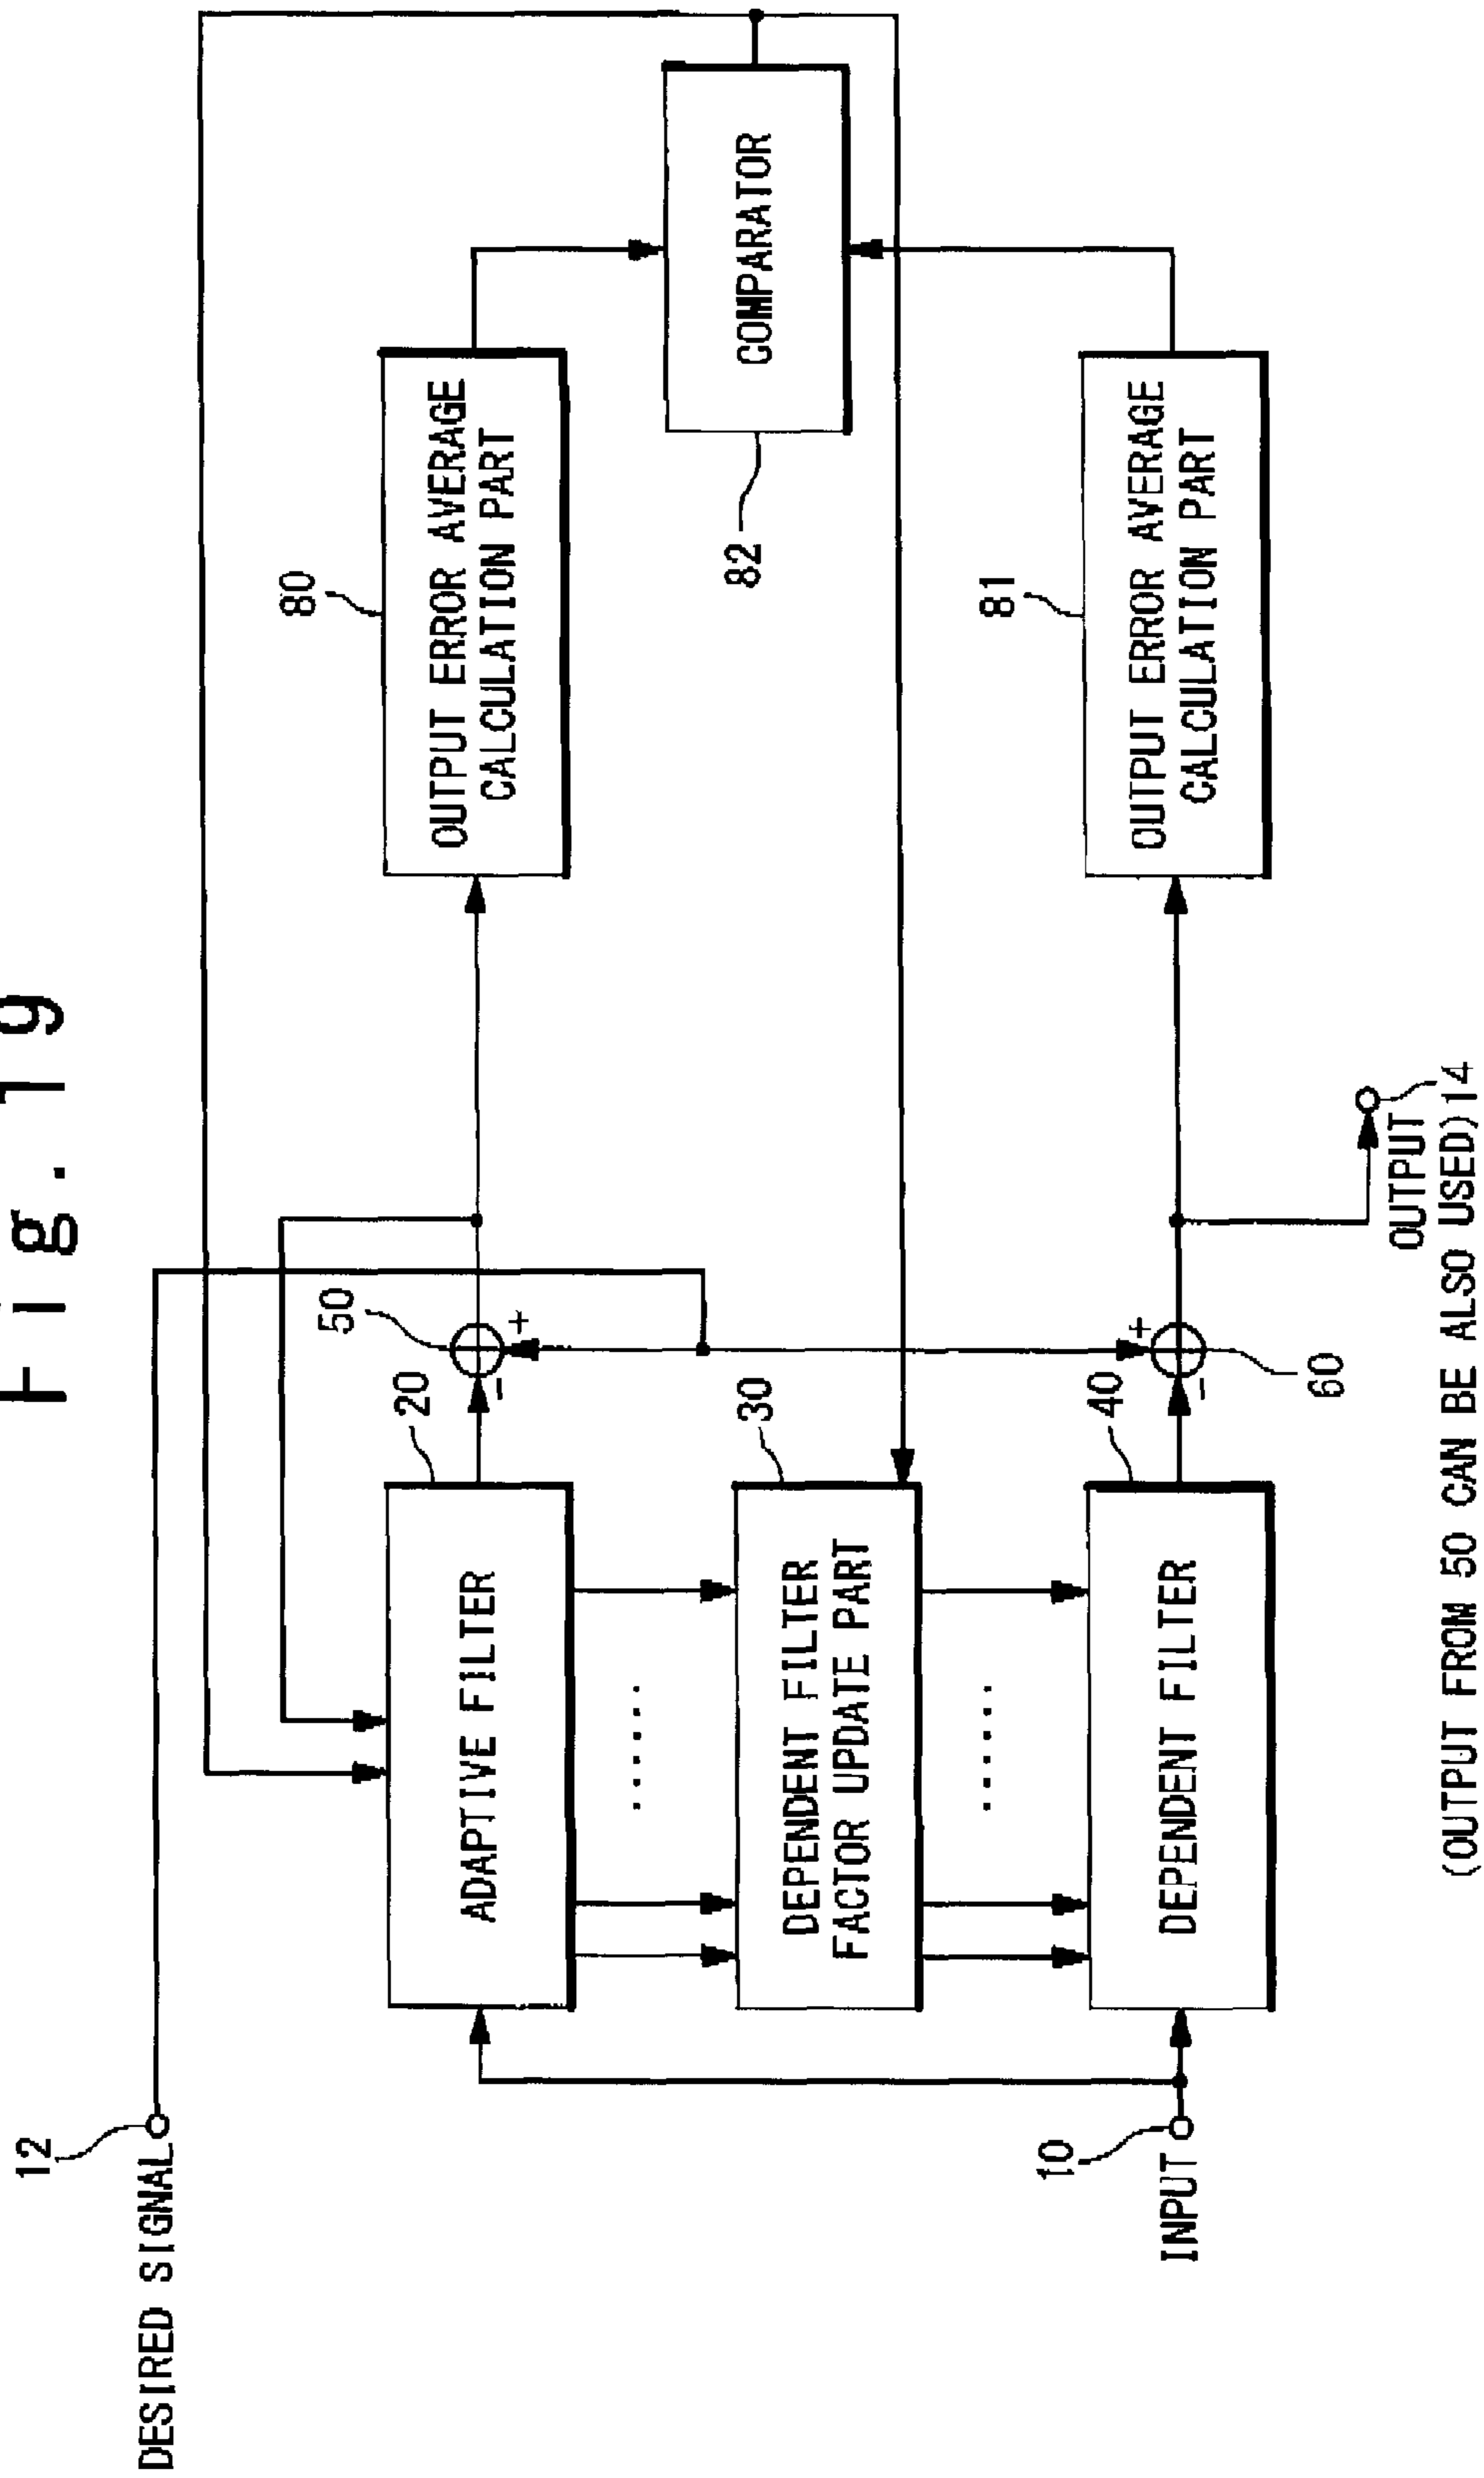 Fig. 19
12
DESIRED SIGNAL
50
20
ADAPTIVE FILTER
80
OUTPUT ERROR AVERAGE
CALCULATION PART
30
DEPENDENT FILTER
FACTOR UPDATE PART
COMPARATOR
82
+
-
+
-
10
INPUT
40
DEPENDENT FILTER
60
81
OUTPUT ERROR AVERAGE
CALCULATION PART
OUTPUT
(OUTPUT FROM 50 CAN BE ALSO USED)14